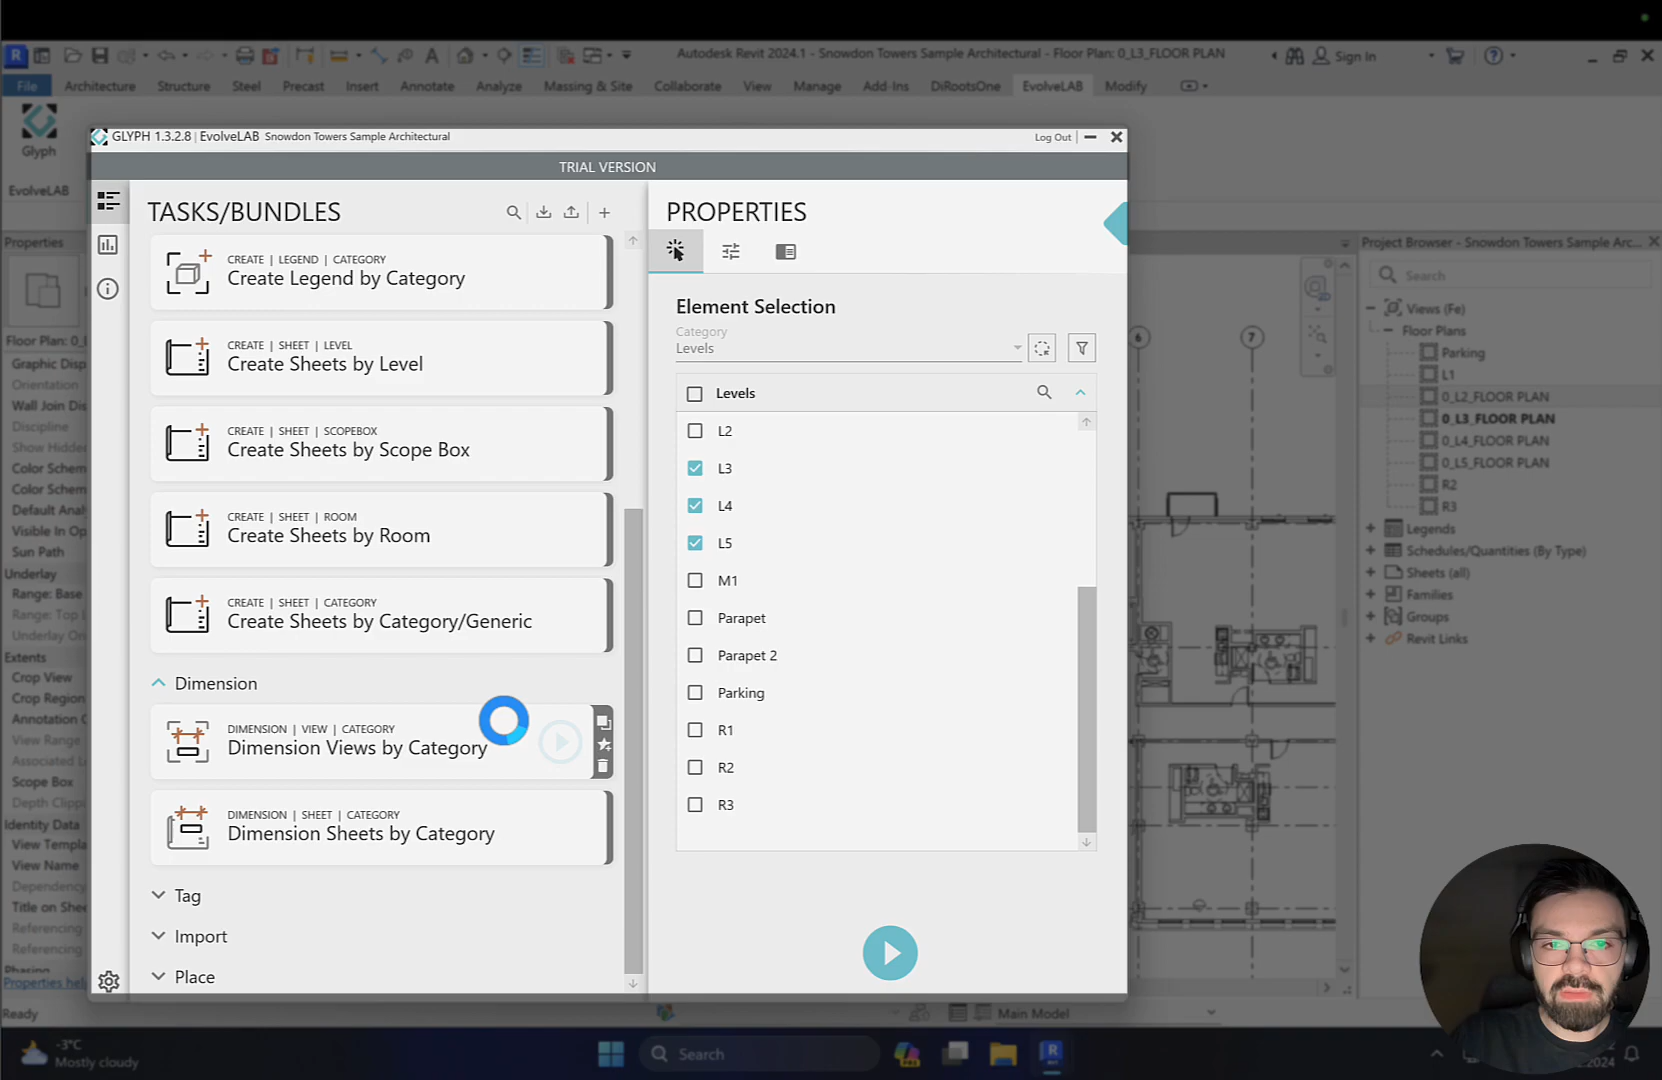 Autodesk Revit 2024.1 - Snowdon Towers Sample Architectural - Floor Plan: 0_L3_FLOOR PLAN
Sign In
File
Architecture
Structure
Steel
Precast
Insert
Annotate
Analyze
Massing & Site
Collaborate
View
Manage
Add-Ins
DiRootsOne
EvolveLAB
Modify
Glyph
EvolveLAB
GLYPH 1.3.2.8 | EvolveLAB Snowdon Towers Sample Architectural
Log Out
TRIAL VERSION
TASKS/BUNDLES
CREATE | LEGEND | CATEGORY
Create Legend by Category
CREATE | SHEET | LEVEL
Create Sheets by Level
CREATE | SHEET | SCOPEBOX
Create Sheets by Scope Box
CREATE | SHEET | ROOM
Create Sheets by Room
CREATE | SHEET | CATEGORY
Create Sheets by Category/Generic
Dimension
DIMENSION | VIEW | CATEGORY
Dimension Views by Category
DIMENSION | SHEET | CATEGORY
Dimension Sheets by Category
Tag
Import
Place
PROPERTIES
Element Selection
Category
Levels
Levels
L2
L3
L4
L5
M1
Parapet
Parapet 2
Parking
R1
R2
R3
Properties
Floor Plan: 0_L
Graphic Disp
Orientation
Wall Join Dis
Discipline
Show Hidden
Color Schem
Color Schem
Default Anal
Visible In Op
Sun Path
Underlay
Range: Base
Range: Top L
Underlay Ori
Extents
Crop View
Crop Region
Annotation C
View Range
Associated L
Scope Box
Depth Clippi
Identity Data
View Templa
View Name
Dependency
Title on Shee
Referencing
Referencing
Phasing
Properties help
6
7
Project Browser - Snowdon Towers Sample Arc...
Search
Views (Fe)
Floor Plans
Parking
L1
0_L2_FLOOR PLAN
0_L3_FLOOR PLAN
0_L4_FLOOR PLAN
0_L5_FLOOR PLAN
R2
R3
Legends
Schedules/Quantities (By Type)
Sheets (all)
Families
Groups
Revit Links
Ready
Main Model
-3°C
Mostly cloudy
Search